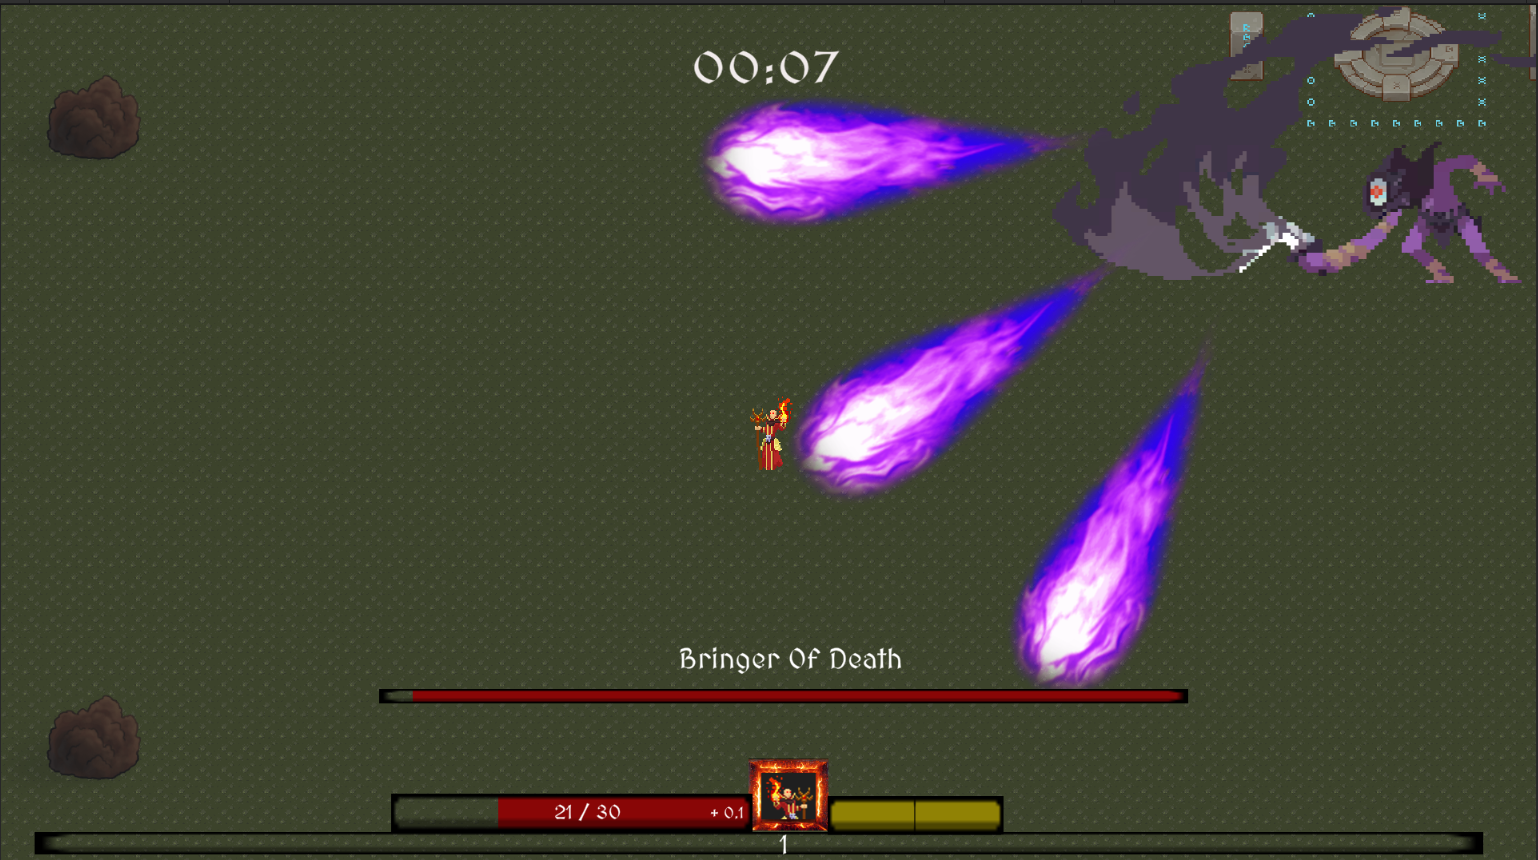 00:07
Bringer Of Death
21 / 30
+ 0.1
1